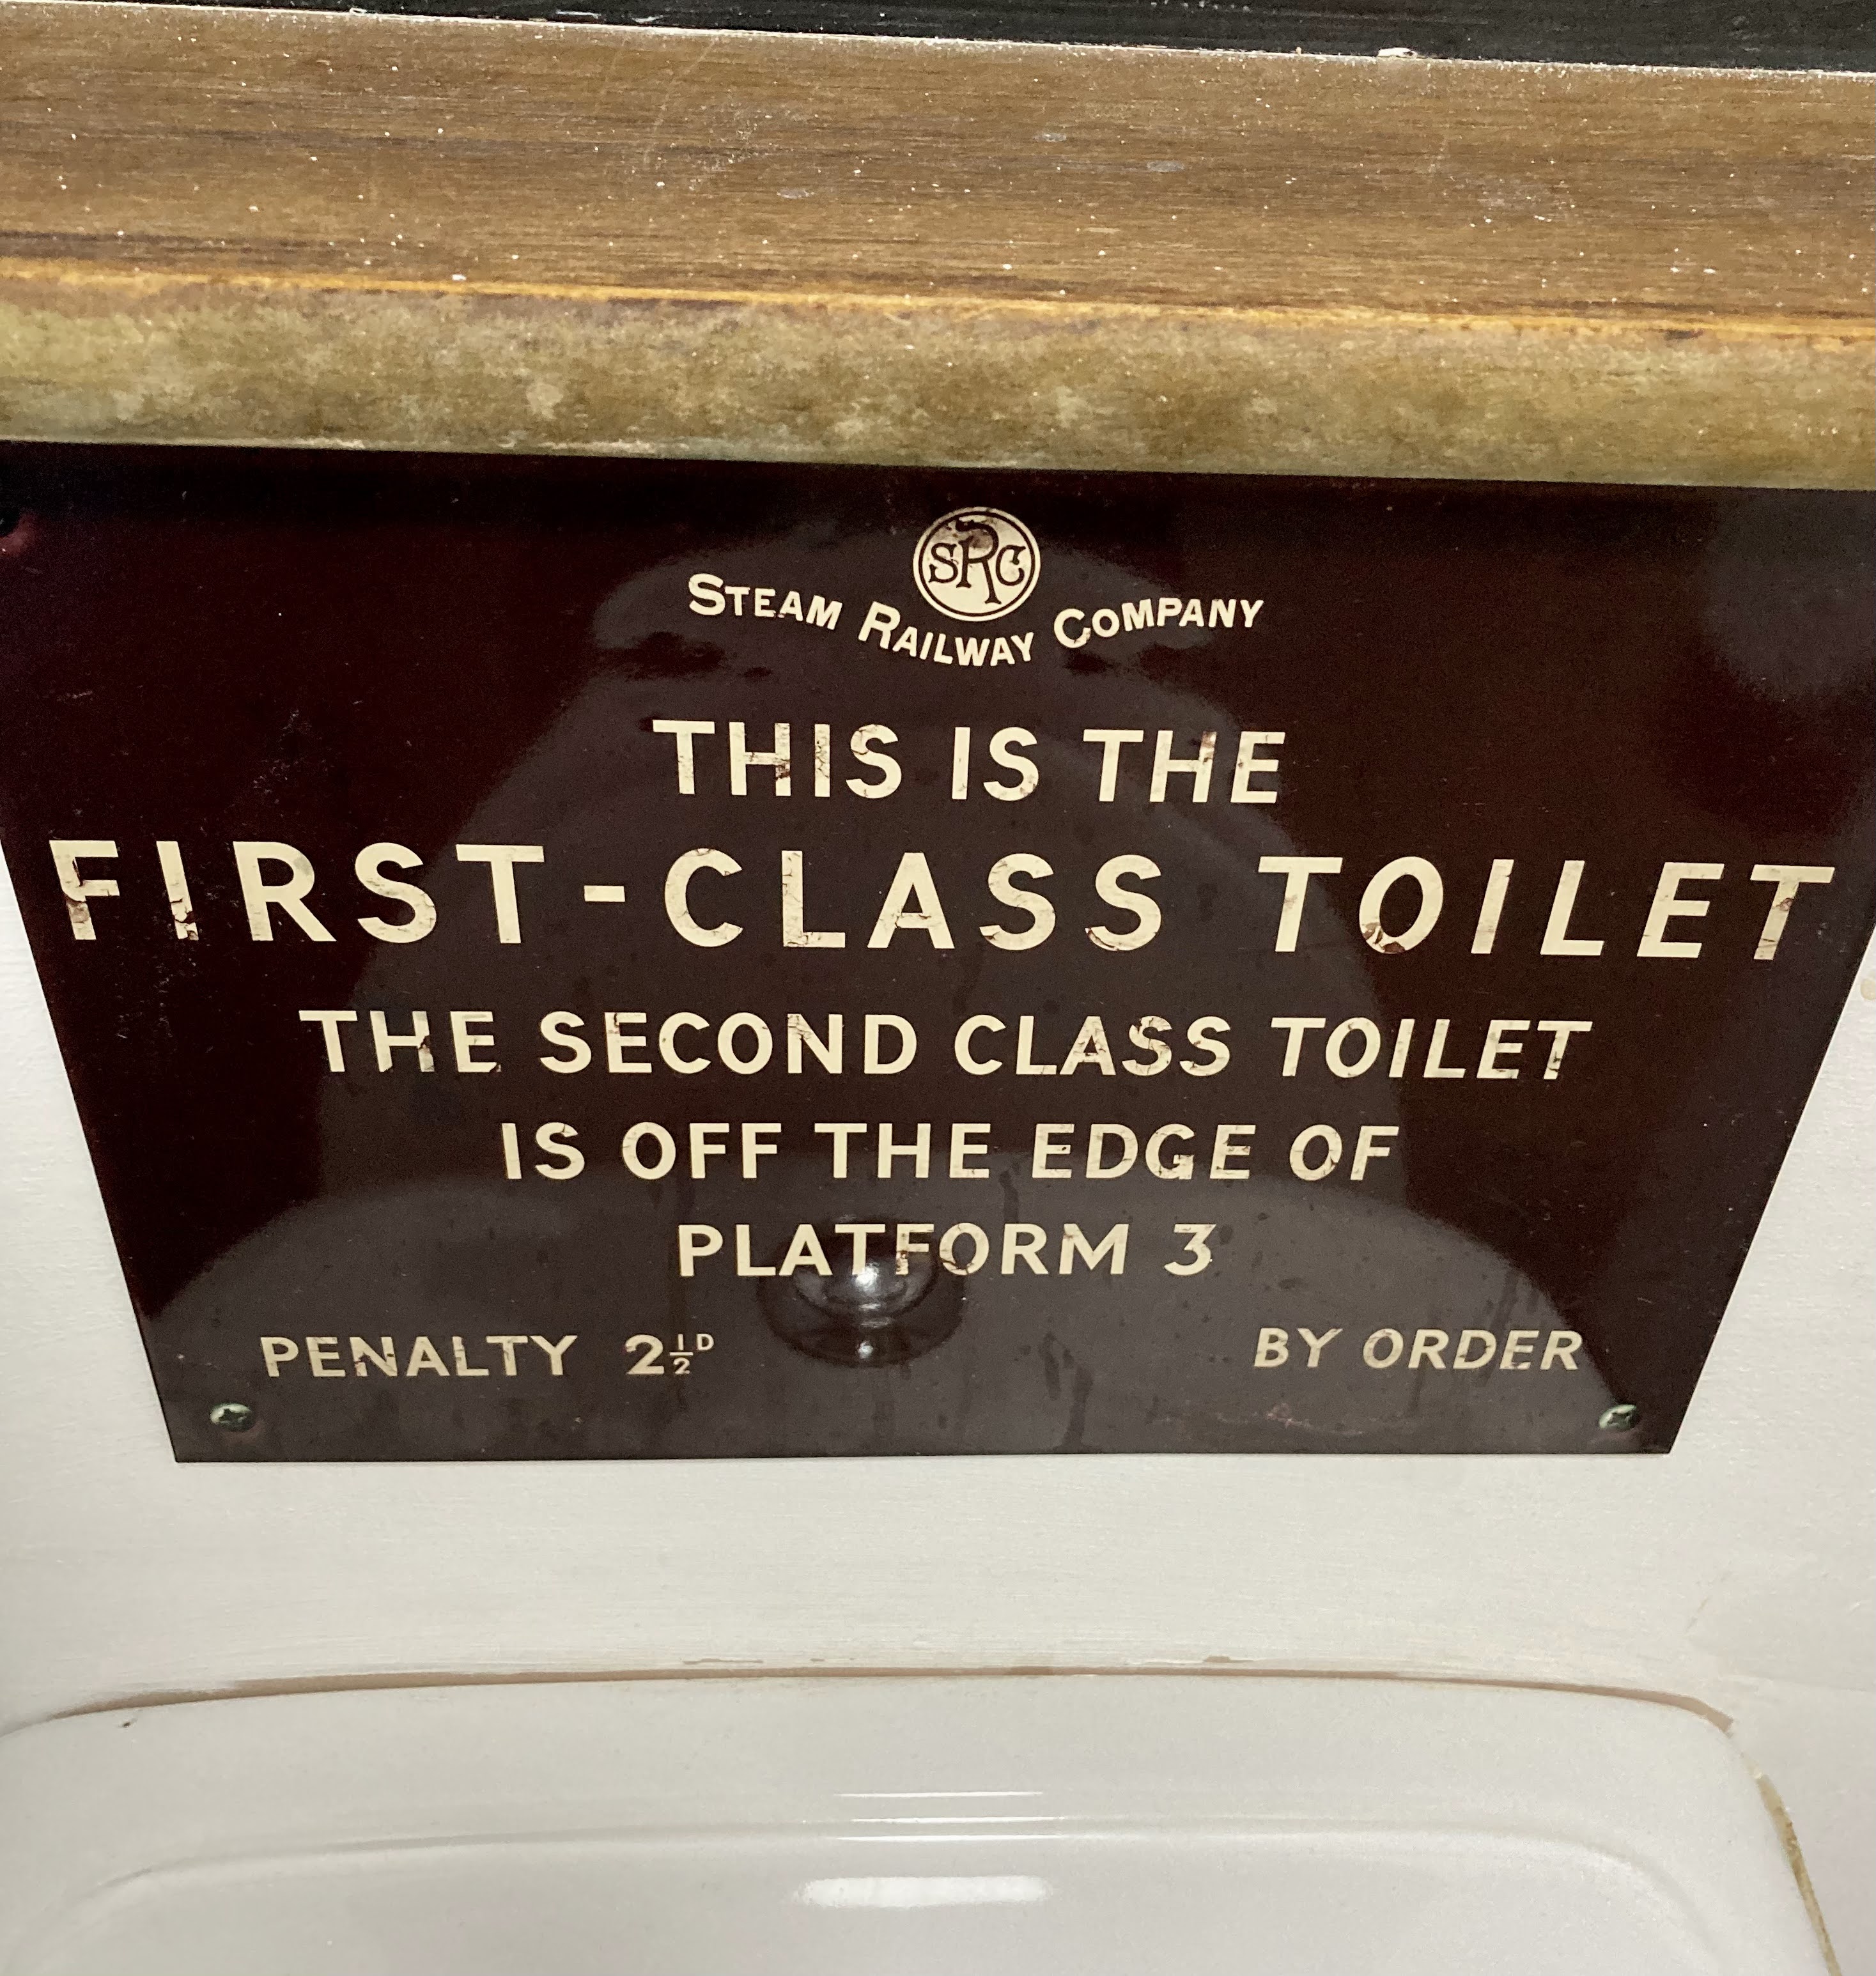 SRC
STEAM RAILWAY COMPANY
THIS IS THE
FIRST-CLASS TOILET
THE SECOND CLASS TOILET
IS OFF THE EDGE OF
PLATFORM 3
PENALTY 2½D
BY ORDER